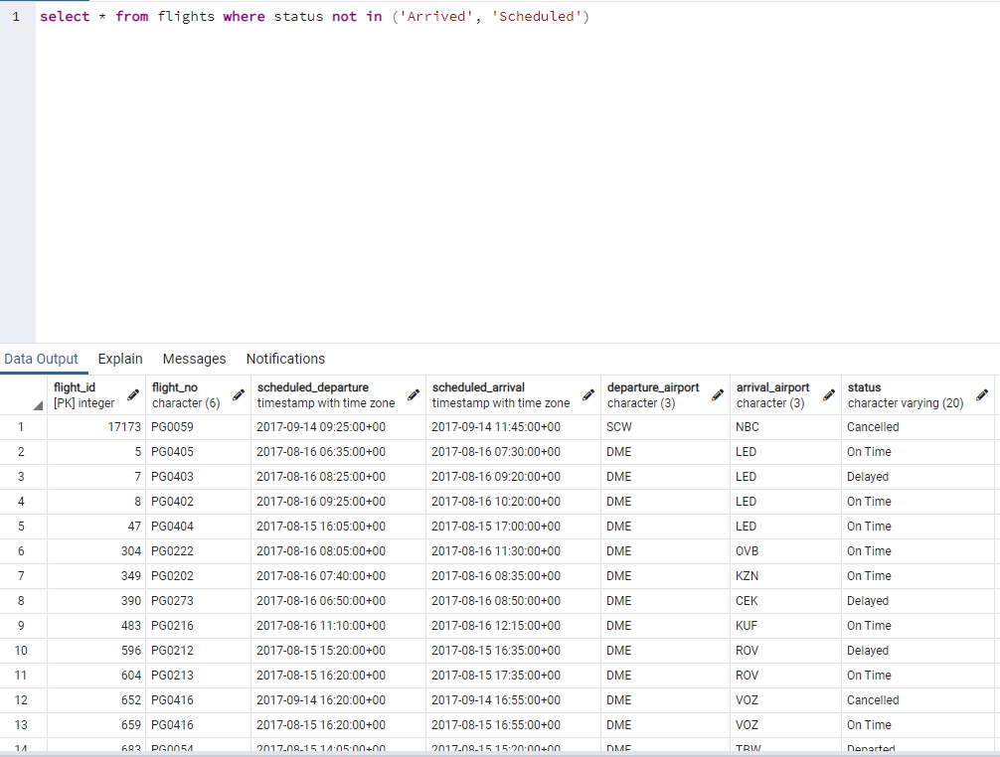 1 select * from flights where status not in ('Arrived', 'Scheduled')
Data Output Explain Messages Notifications
flight_id flight_no scheduled_departure scheduled_arrival departure_airport arrival_airport status
[PK] integer character (6) timestamp with time zone timestamp with time zone character (3) character (3) character varying (20)
1 17173 PG0059 2017-09-14 09:25:00+00 2017-09-14 11:45:00+00 SCW NBC Cancelled
2 5 PG0405 2017-08-16 06:35:00+00 2017-08-16 07:30:00+00 DME LED On Time
3 7 PG0403 2017-08-16 08:25:00+00 2017-08-16 09:20:00+00 DME LED Delayed
4 8 PG0402 2017-08-16 09:25:00+00 2017-08-16 10:20:00+00 DME LED On Time
5 47 PG0404 2017-08-15 16:05:00+00 2017-08-15 17:00:00+00 DME LED On Time
6 304 PG0222 2017-08-16 08:05:00+00 2017-08-16 11:30:00+00 DME OVB On Time
7 349 PG0202 2017-08-16 07:40:00+00 2017-08-16 08:35:00+00 DME KZN On Time
8 390 PG0273 2017-08-16 06:50:00+00 2017-08-16 08:50:00+00 DME CEK Delayed
9 483 PG0216 2017-08-16 11:10:00+00 2017-08-16 12:15:00+00 DME KUF On Time
10 596 PG0212 2017-08-15 15:20:00+00 2017-08-15 16:35:00+00 DME ROV Delayed
11 604 PG0213 2017-08-15 16:20:00+00 2017-08-15 17:35:00+00 DME ROV On Time
12 652 PG0416 2017-09-14 16:20:00+00 2017-09-14 16:55:00+00 DME VOZ Cancelled
13 659 PG0416 2017-08-15 16:20:00+00 2017-08-15 16:55:00+00 DME VOZ On Time
14 683 PG0054 2017-08-15 14:05:00+00 2017-08-15 15:20:00+00 DME TBW Departed